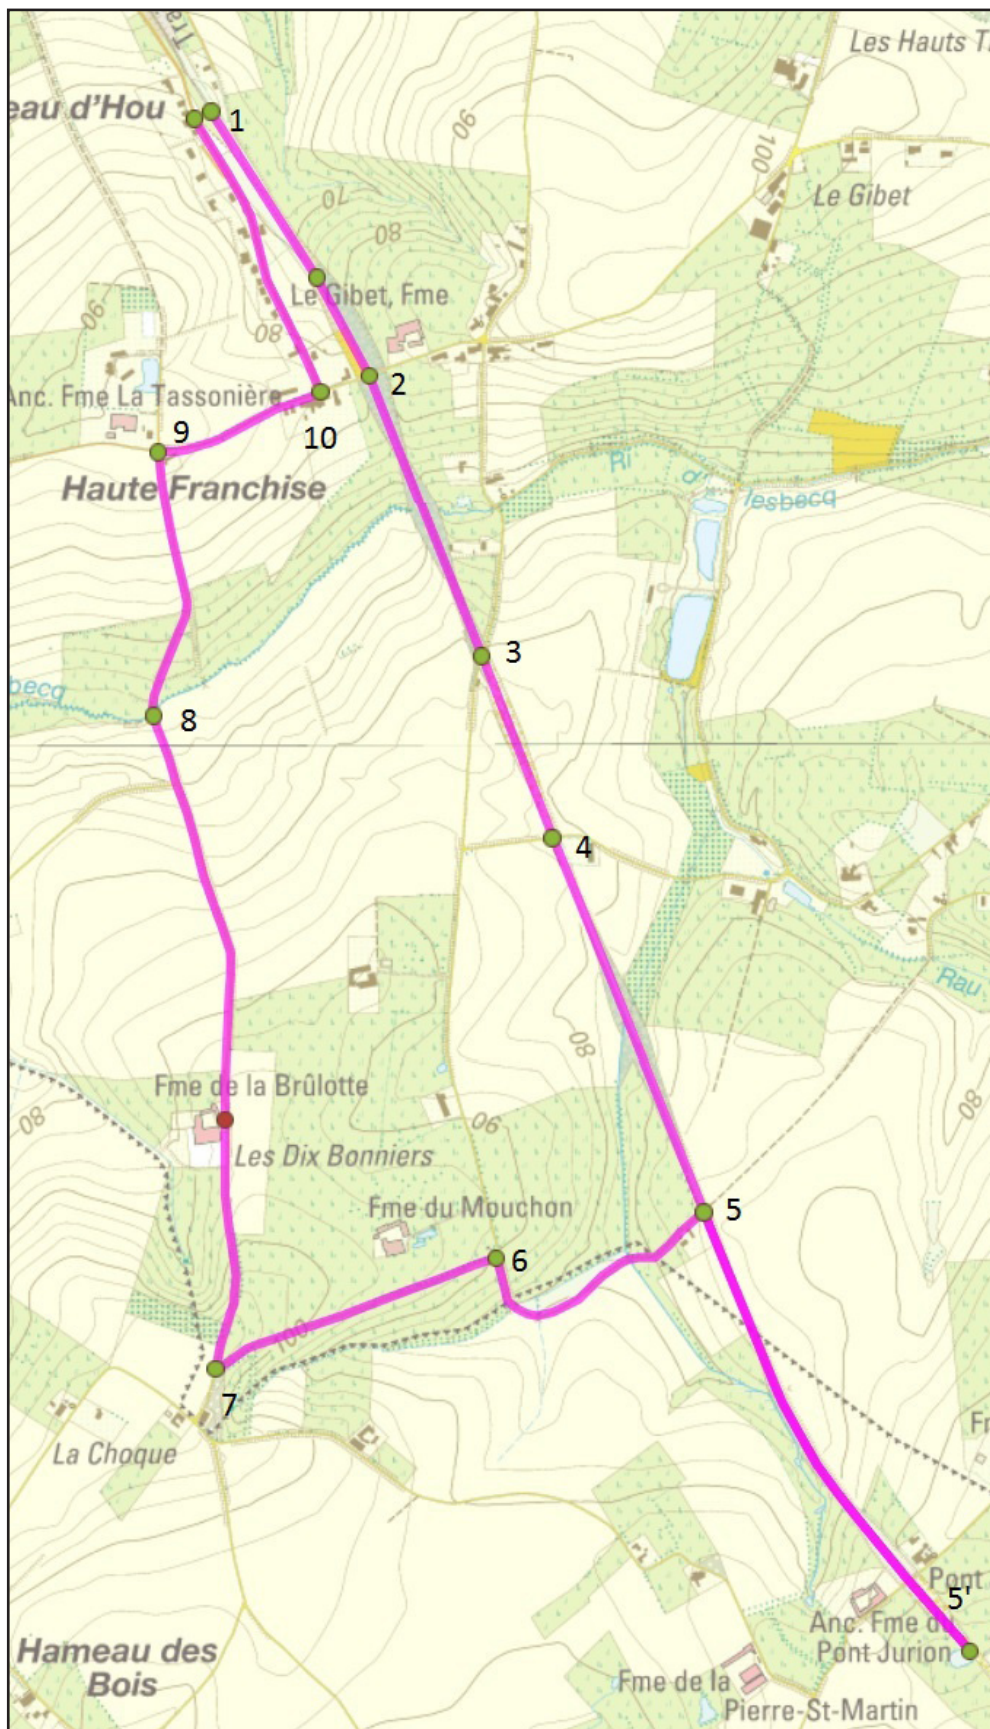 Tra
Les Hauts T
eau d'Hou
1
90
100
70
Le Gibet
80
Le Gibet, Fme
90
80
2
Anc. Fme La Tassonière
9
10
Ri
d
lesbecq
Haute Franchise
3
becq
8
4
Rau
80
Fme de la Brûlotte
80
90
80
Les Dix Bonniers
Fme du Mouchon
5
6
100
7
La Choque
Pont
5'
Anc. Fme du
Pont Jurion
Hameau des
Bois
Fme de la
Pierre-St-Martin